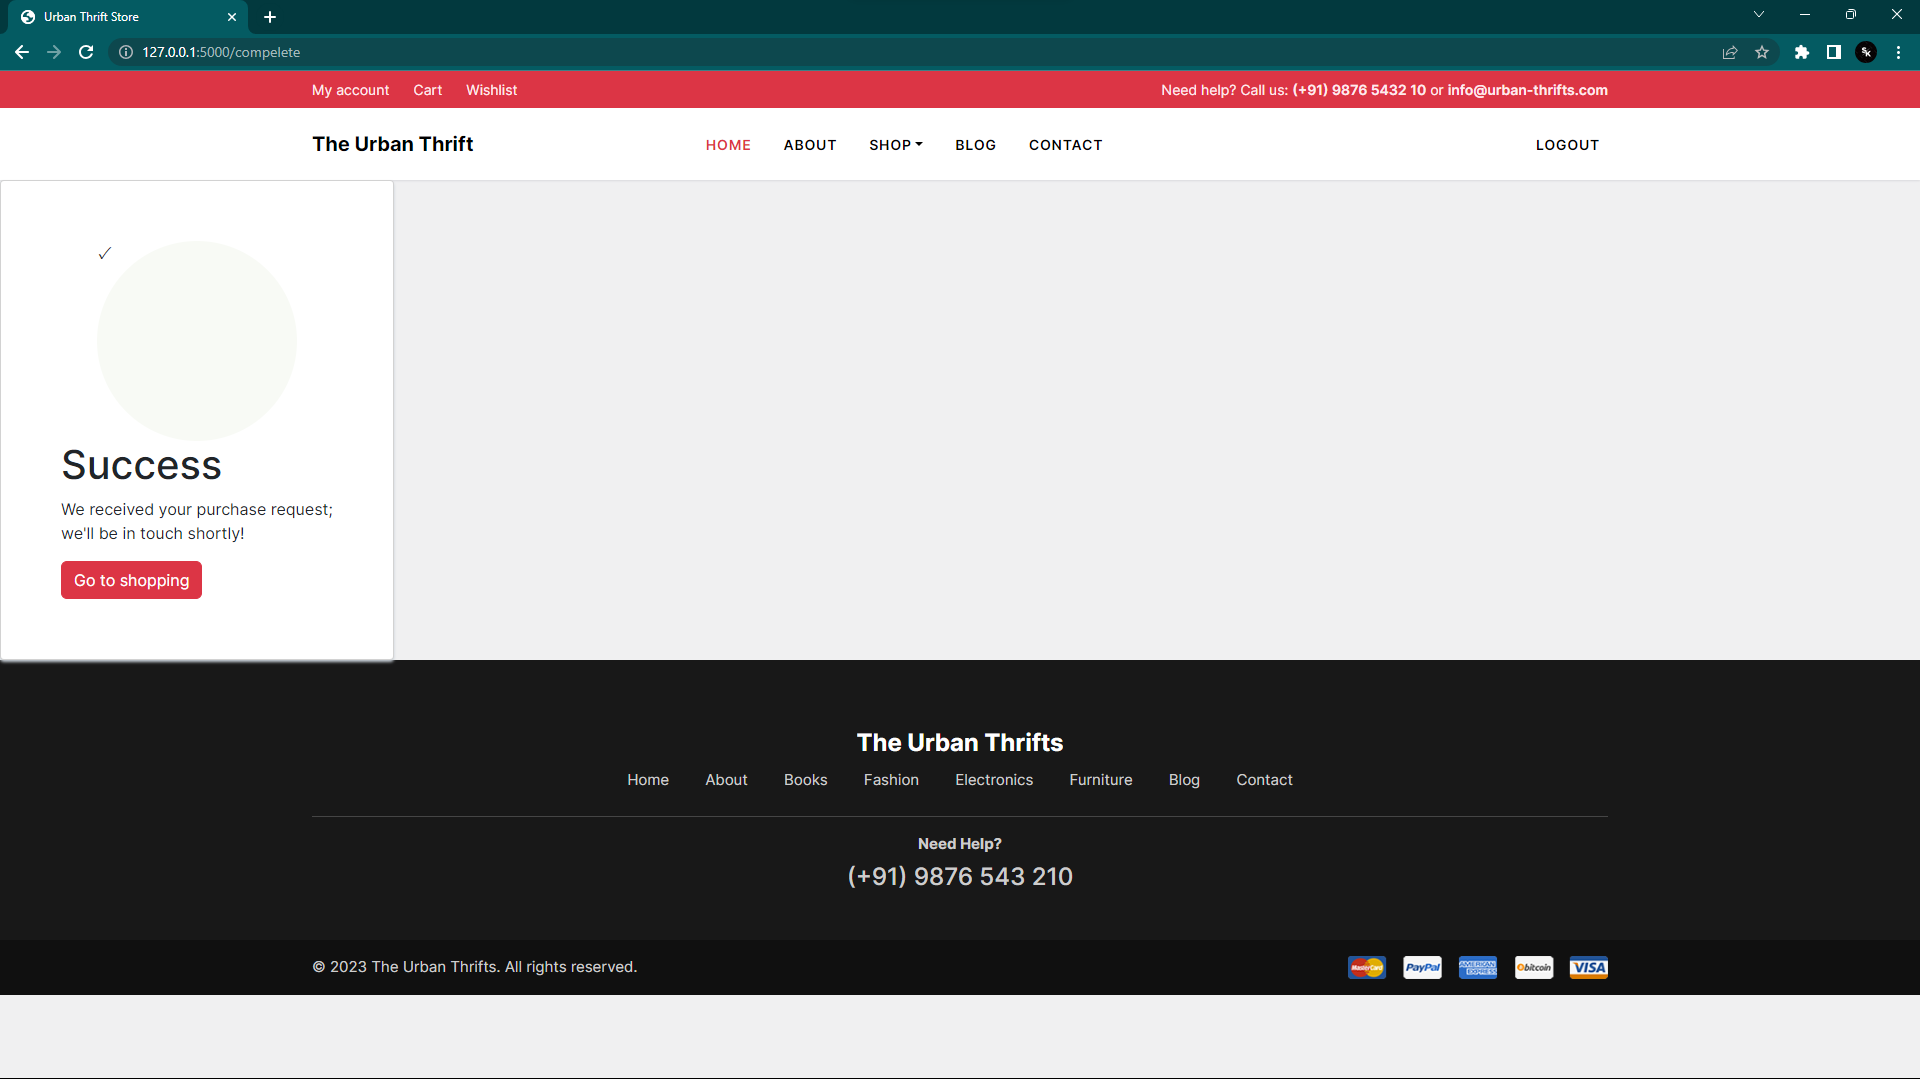 Urban Thrift Store
127.0.0.1:5000/compelete
SK
My account Cart Wishlist Need help? Call us: (+91) 9876 5432 10 or info@urban-thrifts.com
The Urban Thrift HOME ABOUT SHOP BLOG CONTACT LOGOUT
✓
Success
We received your purchase request;
we'll be in touch shortly!
Go to shopping
The Urban Thrifts
Home About Books Fashion Electronics Furniture Blog Contact
Need Help?
(+91) 9876 543 210
© 2023 The Urban Thrifts. All rights reserved. MasterCard PayPal AMERICAN EXPRESS bitcoin VISA